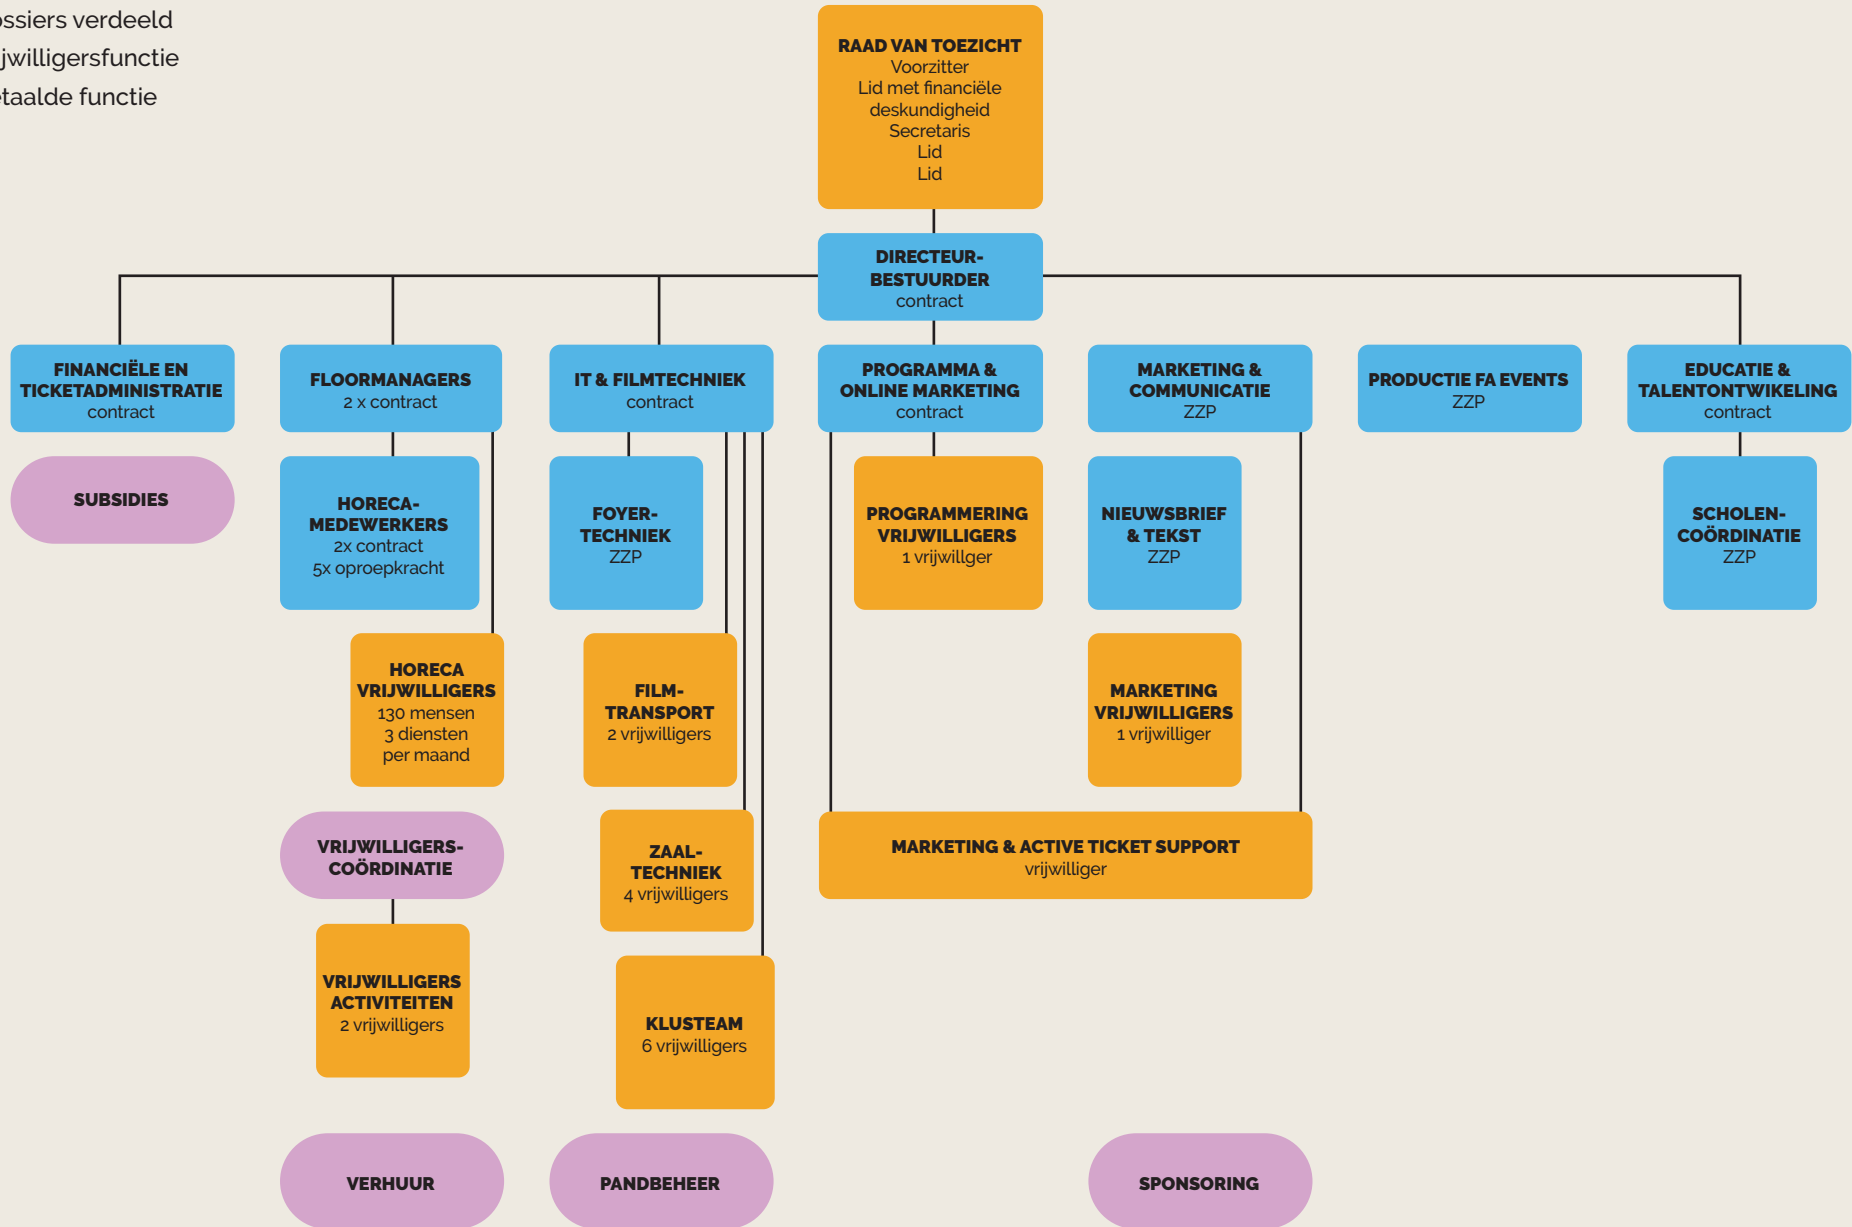 ossiers verdeeld
jwilligersfunctie
etaalde functie
RAAD VAN TOEZICHT
Voorzitter
Lid met financiële
deskundigheid
Secretaris
Lid
Lid
DIRECTEUR-
BESTUURDER
contract
FINANCIËLE EN
TICKETADMINISTRATIE
contract
FLOORMANAGERS
2 x contract
IT & FILMTECHNIEK
contract
PROGRAMMA &
ONLINE MARKETING
contract
MARKETING &
COMMUNICATIE
ZZP
PRODUCTIE FA EVENTS
ZZP
EDUCATIE &
TALENTONTWIKELING
contract
SUBSIDIES
HORECA-
MEDEWERKERS
2x contract
5x oproepkracht
FOYER-
TECHNIEK
ZZP
PROGRAMMERING
VRIJWILLIGERS
1 vrijwillger
NIEUWSBRIEF
& TEKST
ZZP
SCHOLEN-
COÖRDINATIE
ZZP
HORECA
VRIJWILLIGERS
130 mensen
3 diensten
per maand
FILM-
TRANSPORT
2 vrijwilligers
MARKETING
VRIJWILLIGERS
1 vrijwilliger
VRIJWILLIGERS-
COÖRDINATIE
ZAAL-
TECHNIEK
4 vrijwilligers
MARKETING & ACTIVE TICKET SUPPORT
vrijwilliger
VRIJWILLIGERS
ACTIVITEITEN
2 vrijwilligers
KLUSTEAM
6 vrijwilligers
VERHUUR
PANDBEHEER
SPONSORING